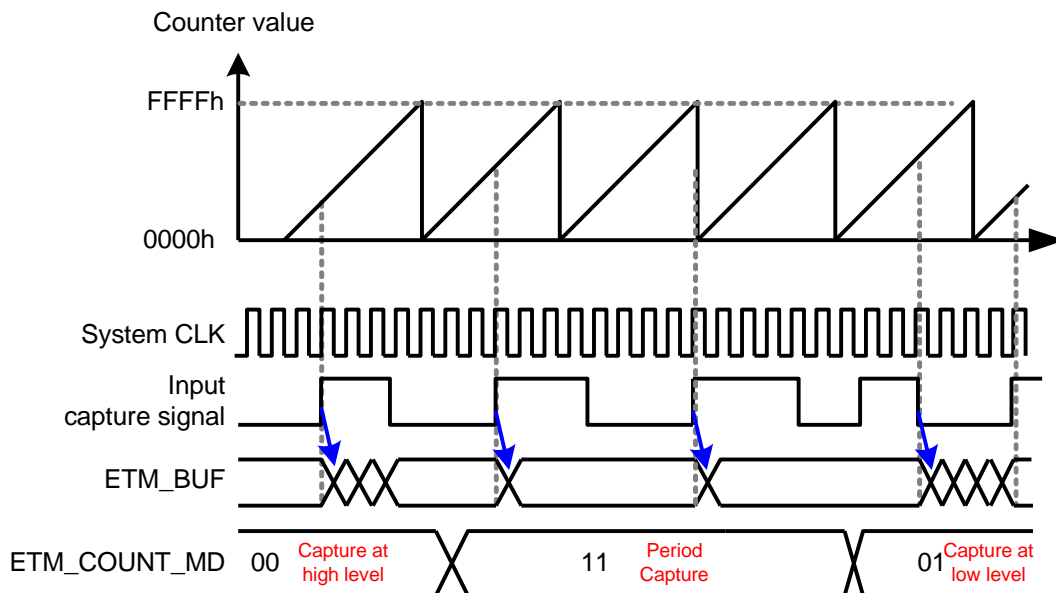 Counter value
FFFFh
0000h
System CLK
Input
capture signal
ETM_BUF
ETM_COUNT_MD
00
Capture at
high level
11
Period
Capture
01
Capture at
low level